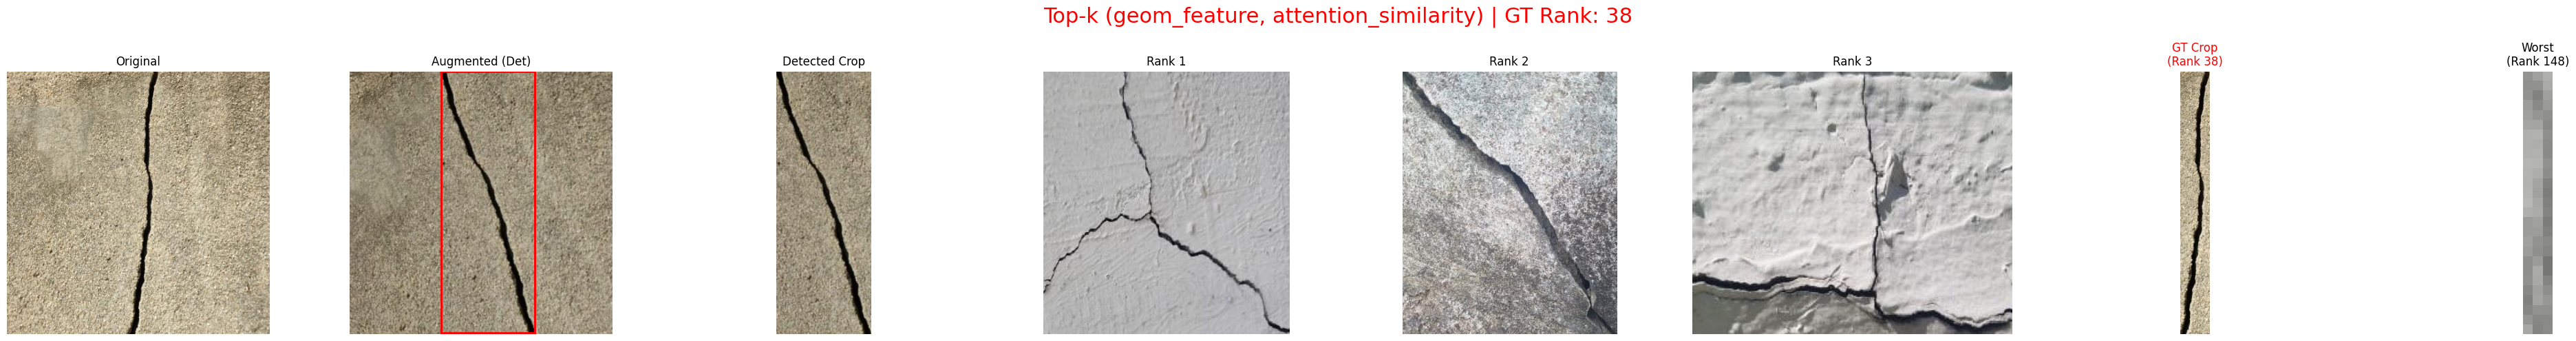 Top-k (geom_feature, attention_similarity) | GT Rank: 38
Original
Augmented (Det)
Detected Crop
Rank 1
Rank 2
Rank 3
GT Crop
(Rank 38)
Worst
(Rank 148)